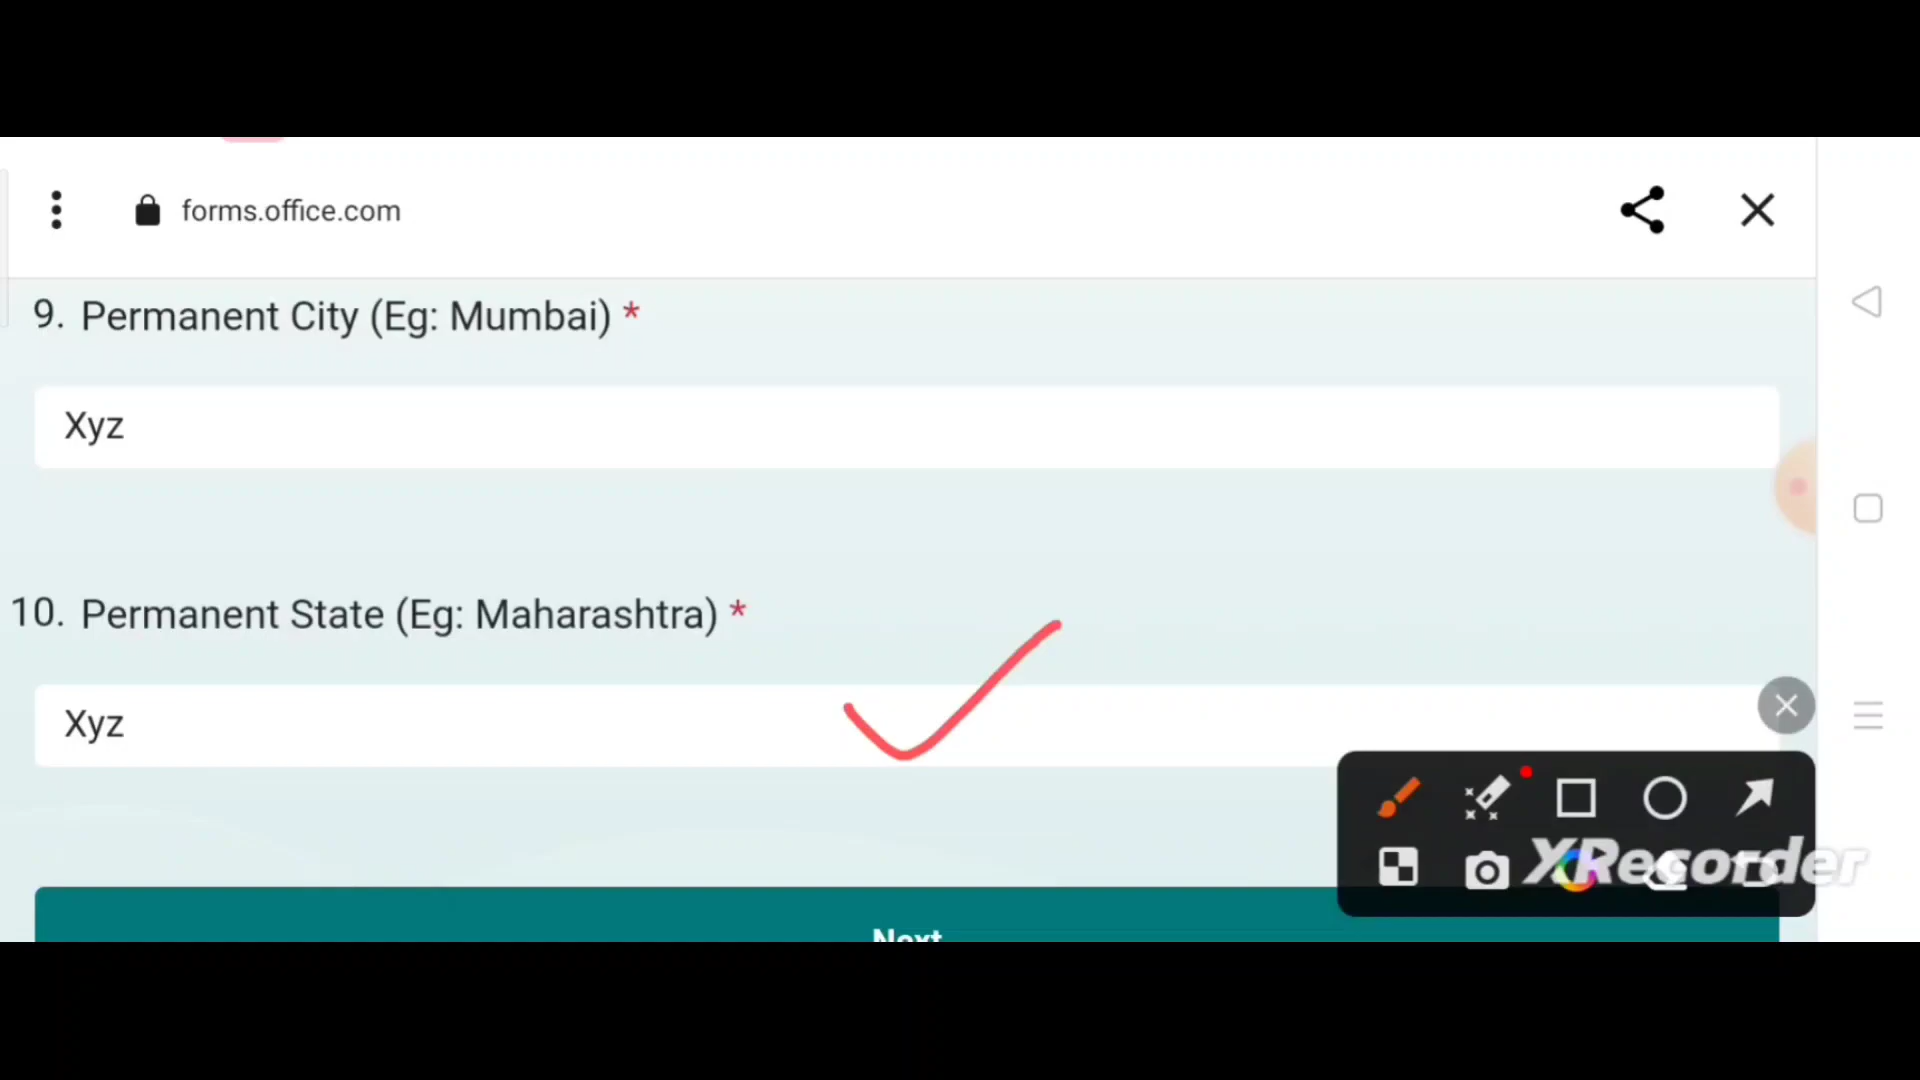 forms.office.com
9. Permanent City (Eg: Mumbai) *
Xyz
10. Permanent State (Eg: Maharashtra) *
Xyz
XRecorder
Next